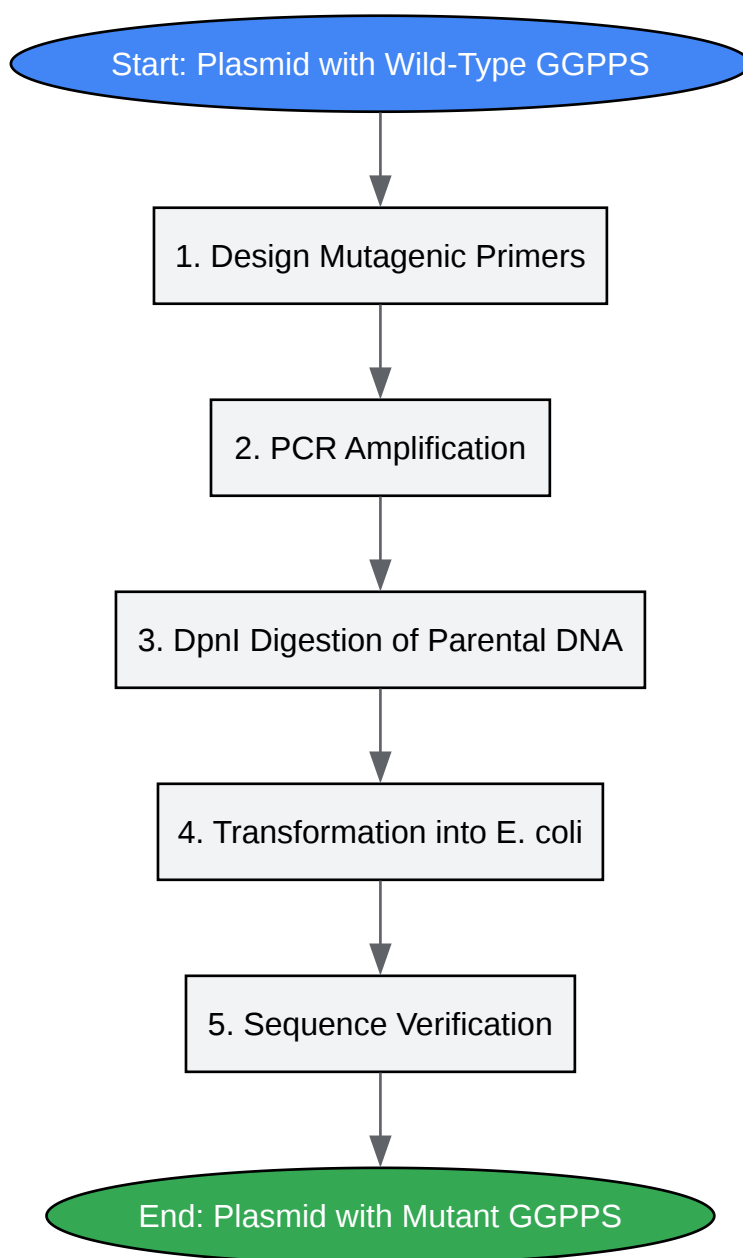 Start: Plasmid with Wild-Type GGPPS
1. Design Mutagenic Primers
2. PCR Amplification
3. DpnI Digestion of Parental DNA
4. Transformation into E. coli
5. Sequence Verification
End: Plasmid with Mutant GGPPS